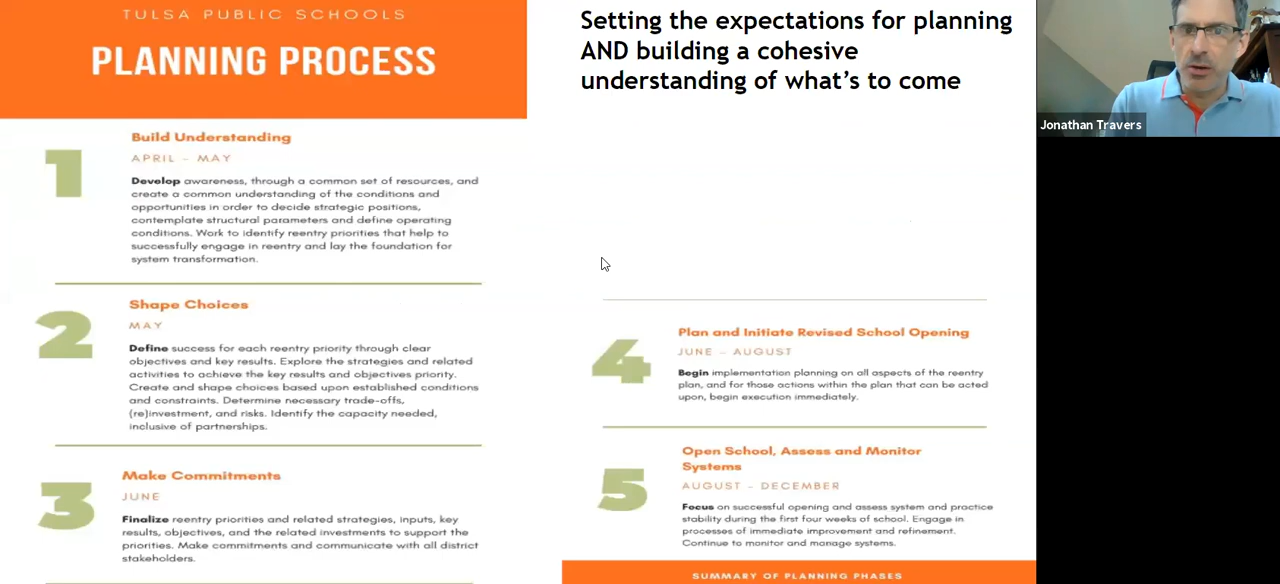 TULSA PUBLIC SCHOOLS
PLANNING PROCESS
1
Build Understanding
APRIL – MAY
Develop awareness, through a common set of resources, and
create a common understanding of the conditions and
opportunities in order to decide strategic positions,
contemplate structural parameters and define operating
conditions. Work to identify reentry priorities that help to
successfully engage in reentry and lay the foundation for
system transformation.
2
Shape Choices
MAY
Define success for each reentry priority through clear
objectives and key results. Explore the strategies and related
activities to achieve the key results and objectives priority.
Create and shape choices based upon established conditions
and constraints. Determine necessary trade-offs,
(re)investment, and risks. Identify the capacity needed,
inclusive of partnerships.
3
Make Commitments
JUNE
Finalize reentry priorities and related strategies, inputs, key
results, objectives, and the related investments to support the
priorities. Make commitments and communicate with all district
stakeholders.
Setting the expectations for planning
AND building a cohesive
understanding of what's to come
4
Plan and Initiate Revised School Opening
JUNE – AUGUST
Begin implementation planning on all aspects of the reentry
plan, and for those actions within the plan that can be acted
upon, begin execution immediately.
5
Open School, Assess and Monitor
Systems
AUGUST – DECEMBER
Focus on successful opening and assess system and practice
stability during the first four weeks of school. Engage in
processes of immediate improvement and refinement.
Continue to monitor and manage systems.
SUMMARY OF PLANNING PHASES
Jonathan Travers